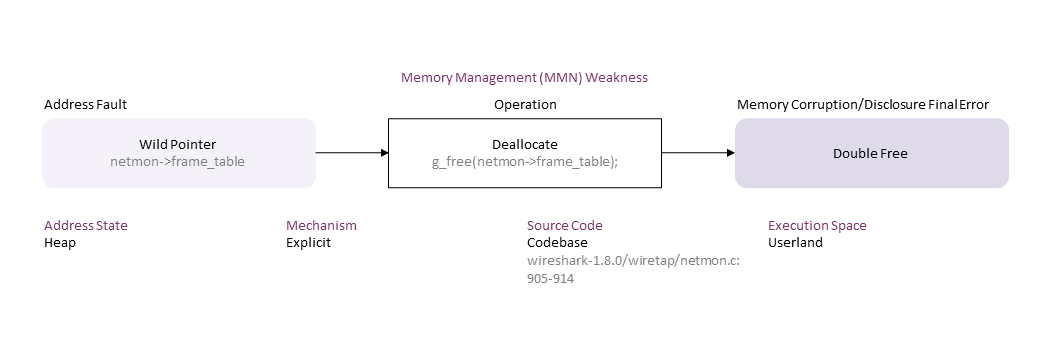 Memory Management (MMN) Weakness
Address Fault
Operation
Memory Corruption/Disclosure Final Error
Wild Pointer
netmon->frame_table
Deallocate
g_free(netmon->frame_table);
Double Free
Address State
Heap
Mechanism
Explicit
Source Code
Codebase
wireshark-1.8.0/wiretap/netmon.c:
905-914
Execution Space
Userland